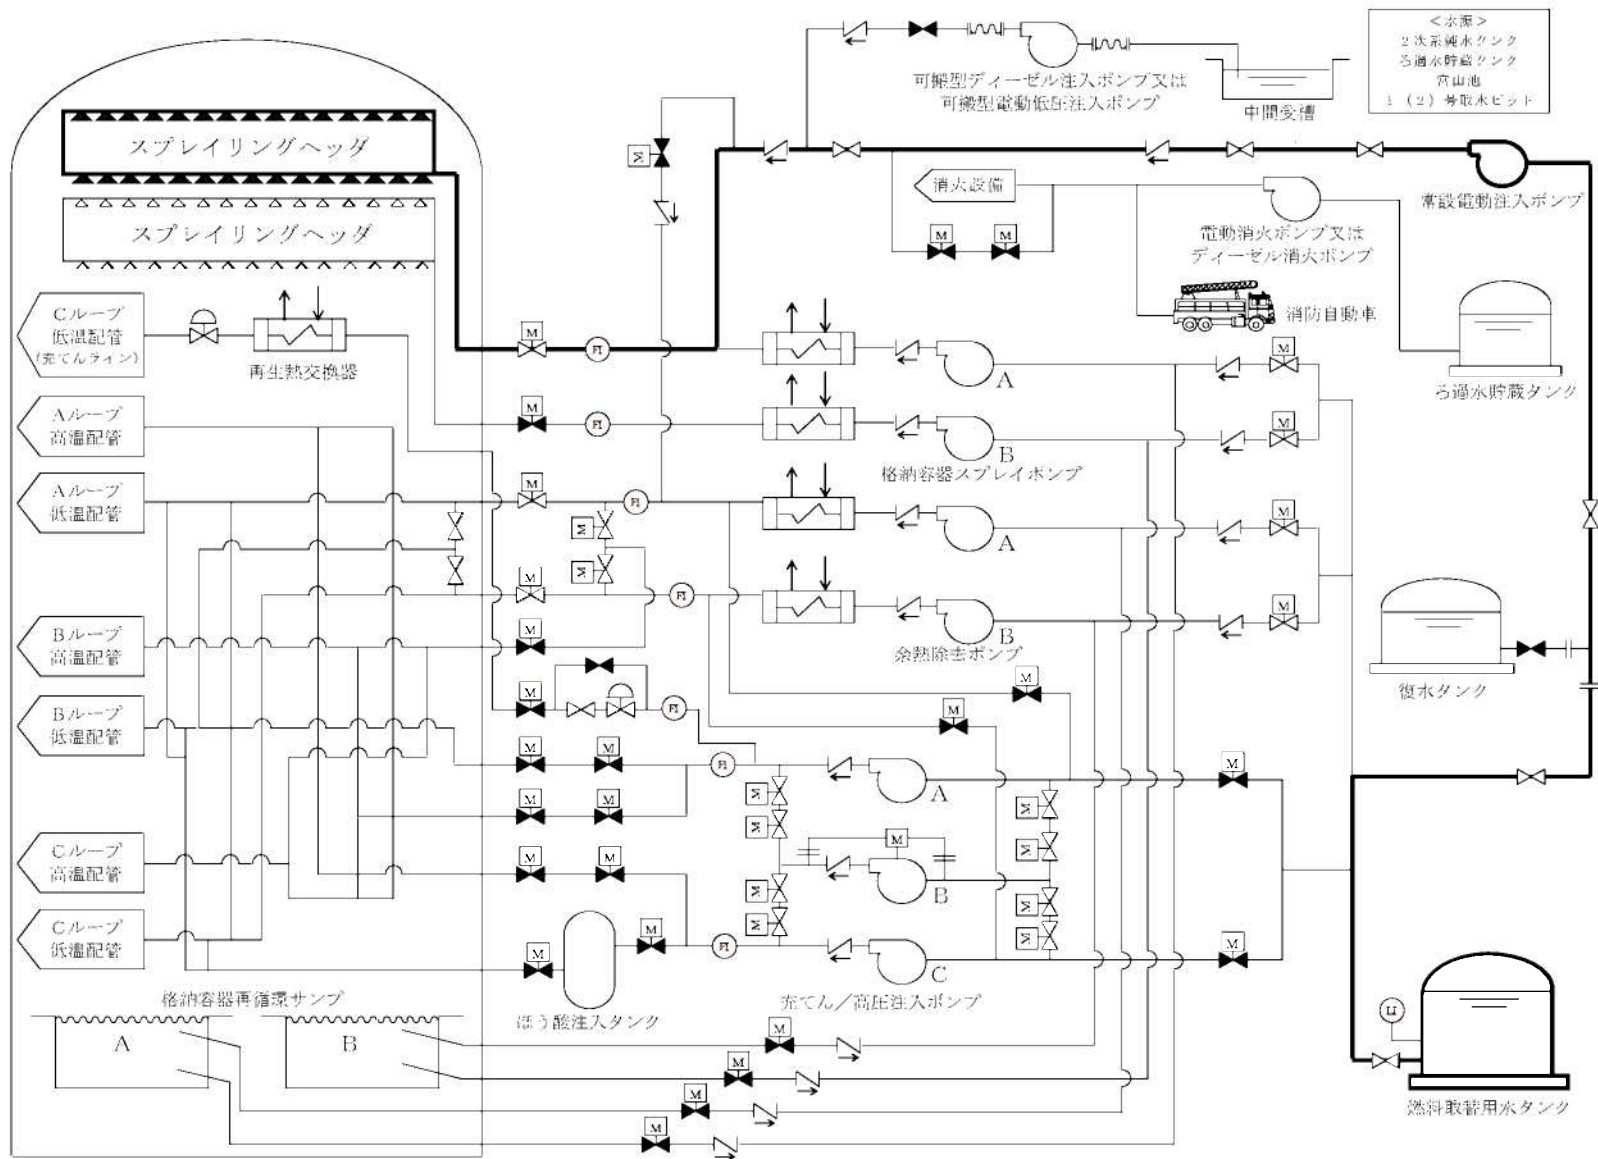 <水源>
2次系純水タンク
ろ過水貯蔵タンク
宮山池
1(2)号取水ピット
可搬型ディーゼル注入ポンプ又は
可搬型電動低圧注入ポンプ
中間受槽
スプレイリングヘッダ
M
消火設備
常設電動注入ポンプ
スプレイリングヘッダ
M
M
電動消火ポンプ又は
ディーゼル消火ポンプ
Cループ
低温配管
(充てんライン)
再生熱交換器
消防自動車
M
FI
A
M
ろ過水貯蔵タンク
Aループ
高温配管
M
FI
B
M
格納容器スプレイポンプ
Aループ
低温配管
M
FI
M
A
M
M
M
FI
B
M
余熱除去ポンプ
Bループ
高温配管
M
復水タンク
Bループ
低温配管
M
FI
M
M
M
M
FI
A
M
M
M
M
M
M
M
Cループ
高温配管
M
M
M
B
M
M
M
M
Cループ
低温配管
M
M
FI
C
M
格納容器再循環サンプ
ほう酸注入タンク
充てん/高圧注入ポンプ
A
B
M
M
M
M
LI
燃料取替用水タンク